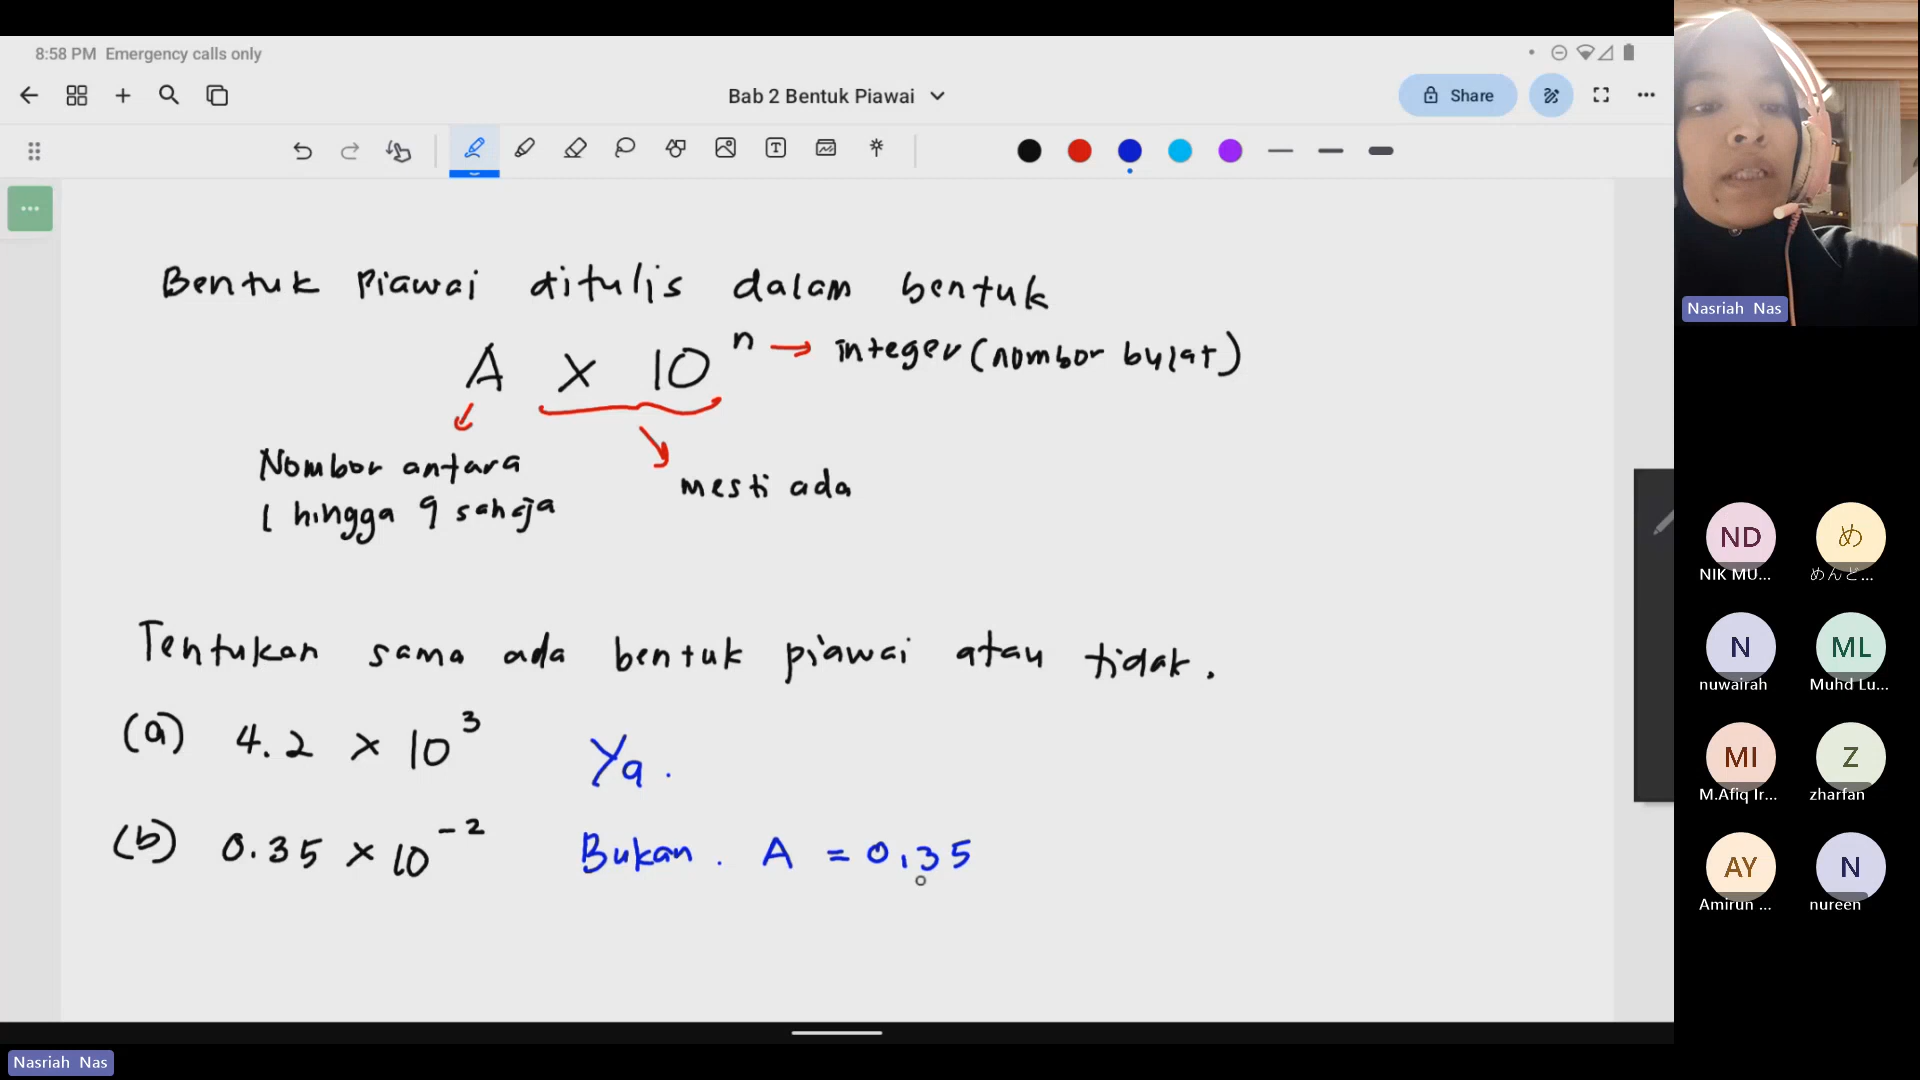 8:58 PM Emergency calls only
Bab 2 Bentuk Piawai
Share
Bentuk Piawai ditulis dalam bentuk
A × 10ⁿ → integer (nombor bulat)
Nombor antara
1 hingga 9 sahaja
mesti ada
Tentukan sama ada bentuk piawai atau tidak.
(a) 4.2 × 10³ Ya.
(b) 0.35 × 10⁻² Bukan. A = 0.35
Nasriah Nas
ND
NIK MU...
め
めんど...
N
nuwairah
ML
Muhd Lu...
MI
M.Afiq Ir...
Z
zharfan
AY
Amirun ...
N
nureen
Nasriah Nas